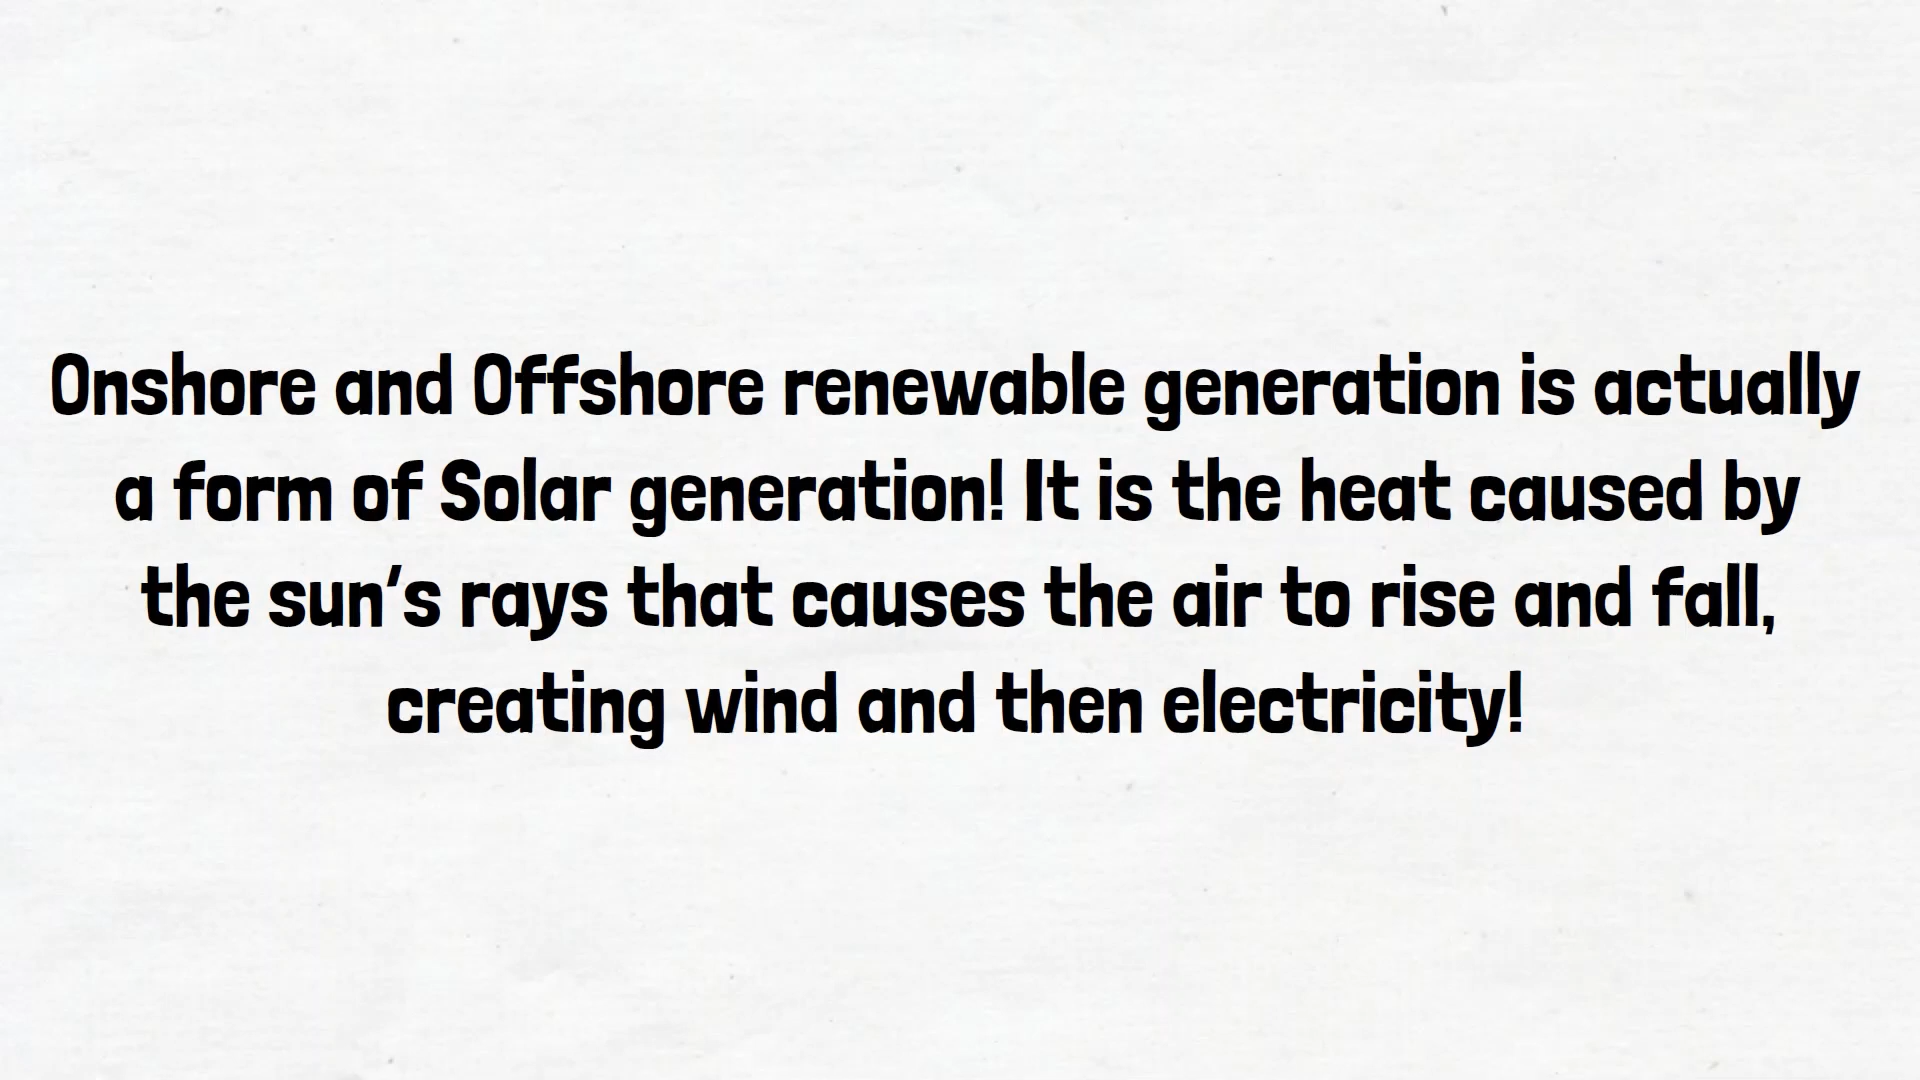 Onshore and Offshore renewable generation is actually
a form of Solar generation! It is the heat caused by
the sun's rays that causes the air to rise and fall,
creating wind and then electricity!